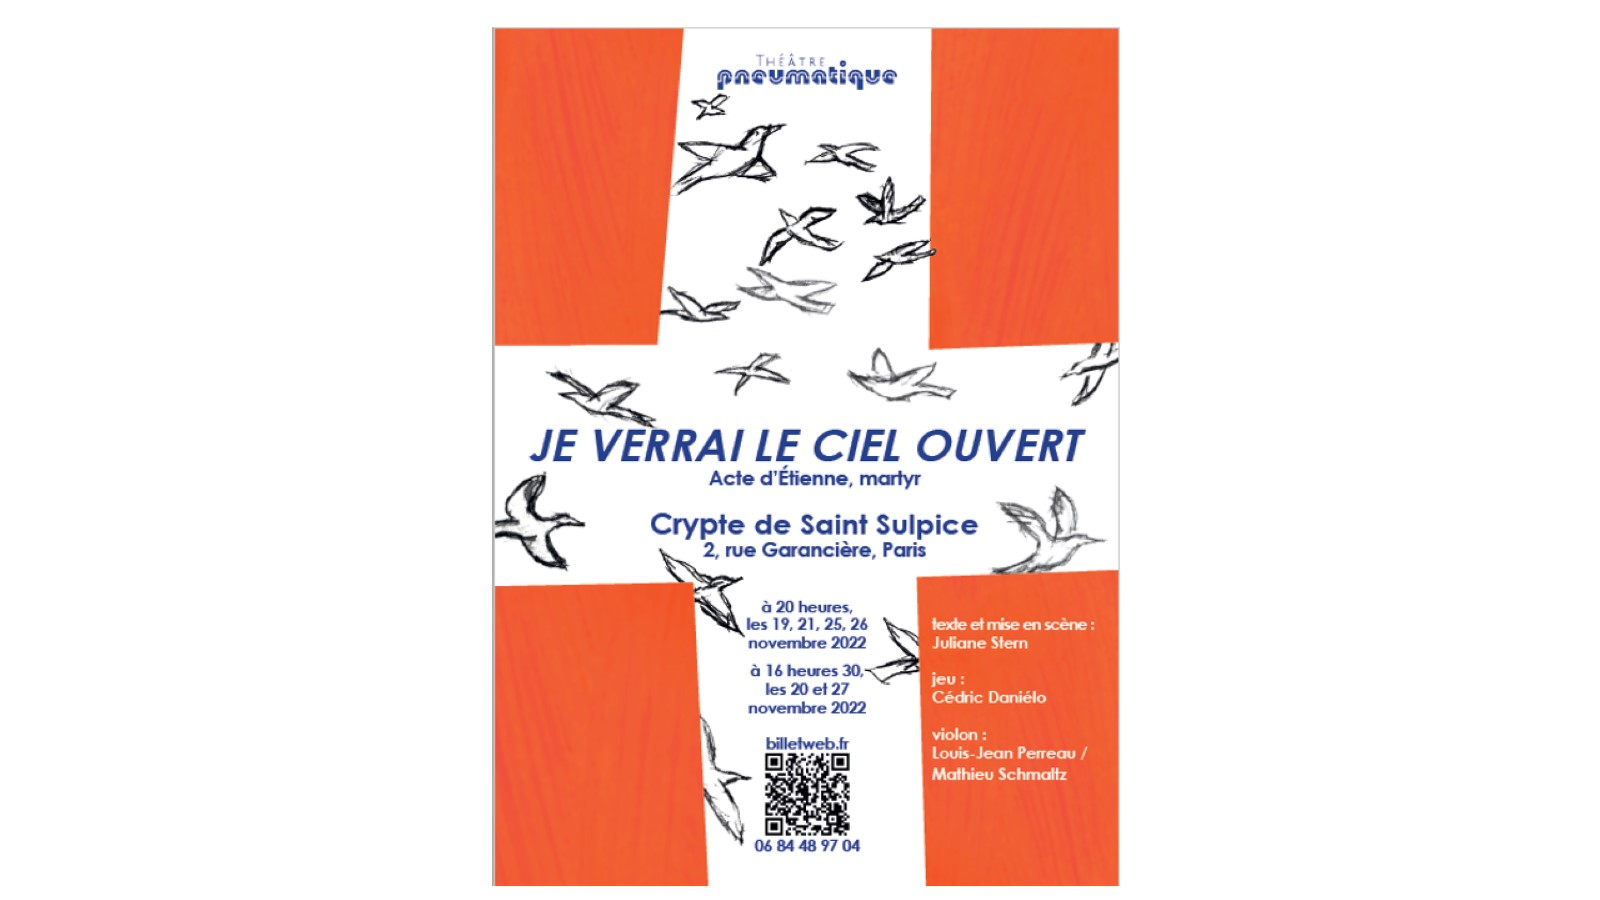 THÉÂTRE
pneumatique
JE VERRAI LE CIEL OUVERT
Acte d'Étienne, martyr
Crypte de Saint Sulpice
2, rue Garancière, Paris
à 20 heures,
les 19, 21, 25, 26
novembre 2022
à 16 heures 30,
les 20 et 27
novembre 2022
billetweb.fr
06 84 48 97 04
texte et mise en scène :
Juliane Stern
jeu :
Cédric Daniélo
violon :
Louis-Jean Perreau /
Mathieu Schmaltz